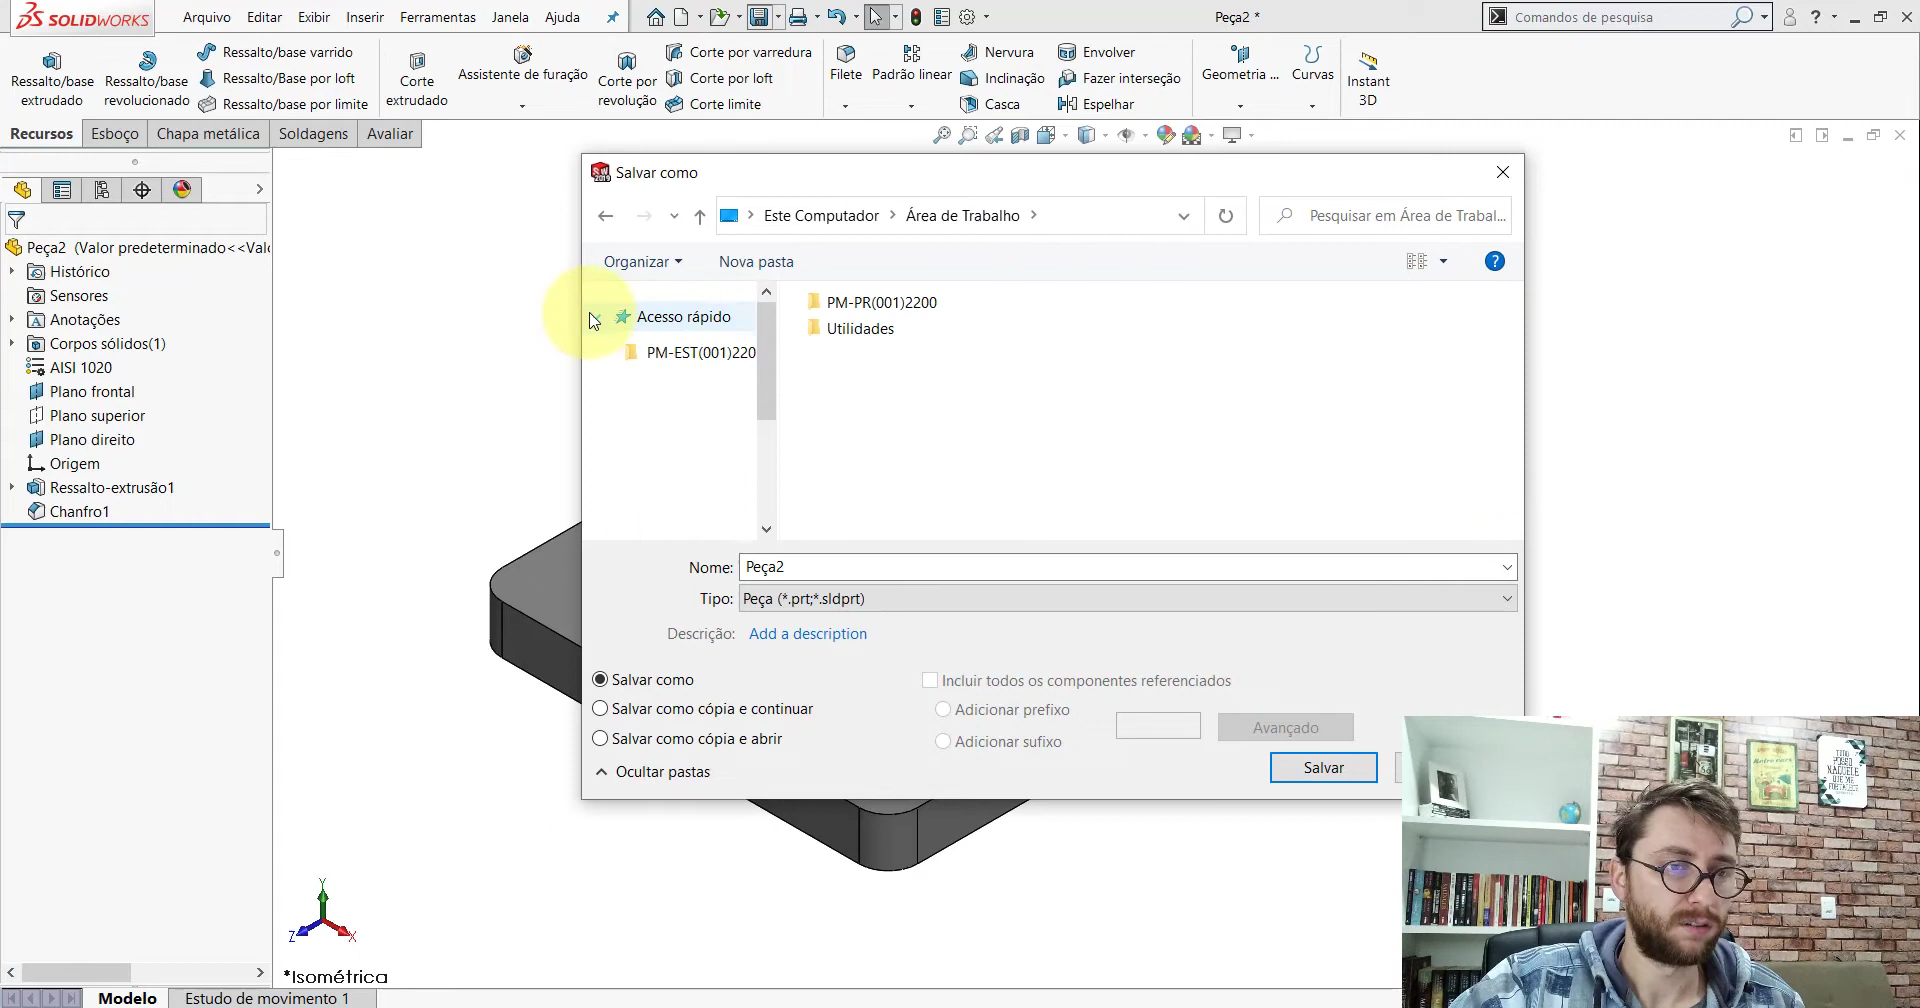 SOLIDWORKS
Arquivo Editar Exibir Inserir Ferramentas Janela Ajuda
Peça2 *
Comandos de pesquisa
Ressalto/base extrudado
Ressalto/base revolucionado
Ressalto/base varrido
Ressalto/Base por loft
Ressalto/base por limite
Corte extrudado
Assistente de furação
Corte por revolução
Corte por varredura
Corte por loft
Corte limite
Filete
Padrão linear
Nervura
Inclinação
Casca
Envolver
Fazer interseção
Espelhar
Geometria ...
Curvas
Instant 3D
Recursos Esboço Chapa metálica Soldagens Avaliar
Peça2 (Valor predeterminado<<Valo
Histórico
Sensores
Anotações
Corpos sólidos(1)
AISI 1020
Plano frontal
Plano superior
Plano direito
Origem
Ressalto-extrusão1
Chanfro1
Salvar como
Este Computador > Área de Trabalho >
Pesquisar em Área de Trabal...
Organizar Nova pasta
Acesso rápido
PM-EST(001)220
PM-PR(001)2200
Utilidades
Nome: Peça2
Tipo: Peça (*.prt;*.sldprt)
Descrição: Add a description
Salvar como
Salvar como cópia e continuar
Salvar como cópia e abrir
Incluir todos os componentes referenciados
Adicionar prefixo
Adicionar sufixo
Avançado
Ocultar pastas
Salvar
TUDO
POSSO
NAQUELE
QUE ME
FORTALECE
Y
Z X
*Isométrica
Modelo Estudo de movimento 1